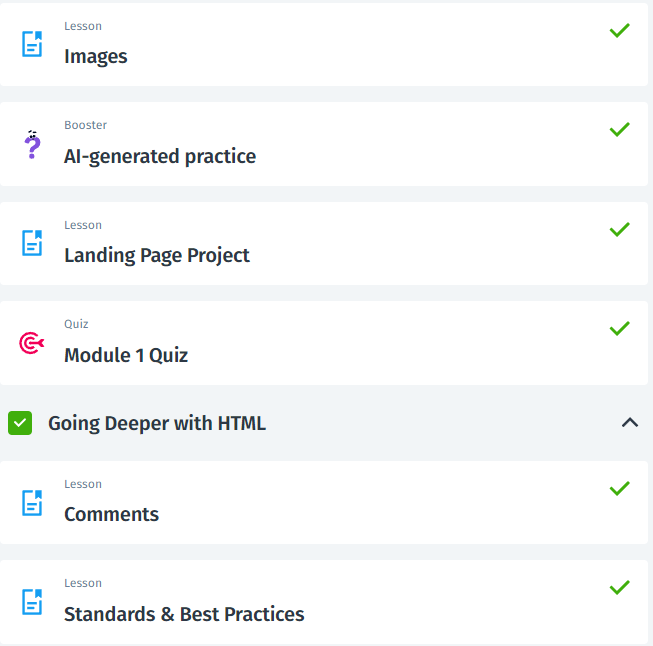 Lesson
Images
Booster
AI-generated practice
Lesson
Landing Page Project
Quiz
Module 1 Quiz
Going Deeper with HTML
Lesson
Comments
Lesson
Standards & Best Practices